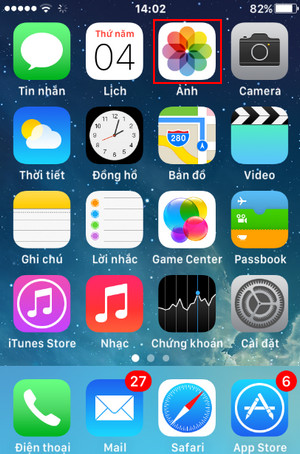 14:02
82%
Thứ năm
04
Tin nhắn Lịch Ảnh Camera
280
Thời tiết Đồng hồ Bản đồ Video
Ghi chú Lời nhắc Game Center Passbook
iTunes Store Nhạc Chứng khoán Cài đặt
27 6
Điện thoại Mail Safari App Store